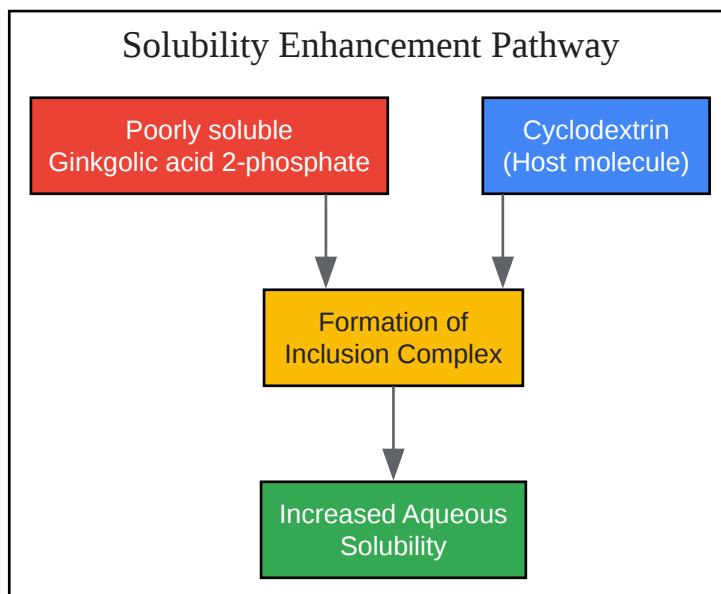 Solubility Enhancement Pathway
Poorly soluble
Ginkgolic acid 2-phosphate
Cyclodextrin
(Host molecule)
Formation of
Inclusion Complex
Increased Aqueous
Solubility